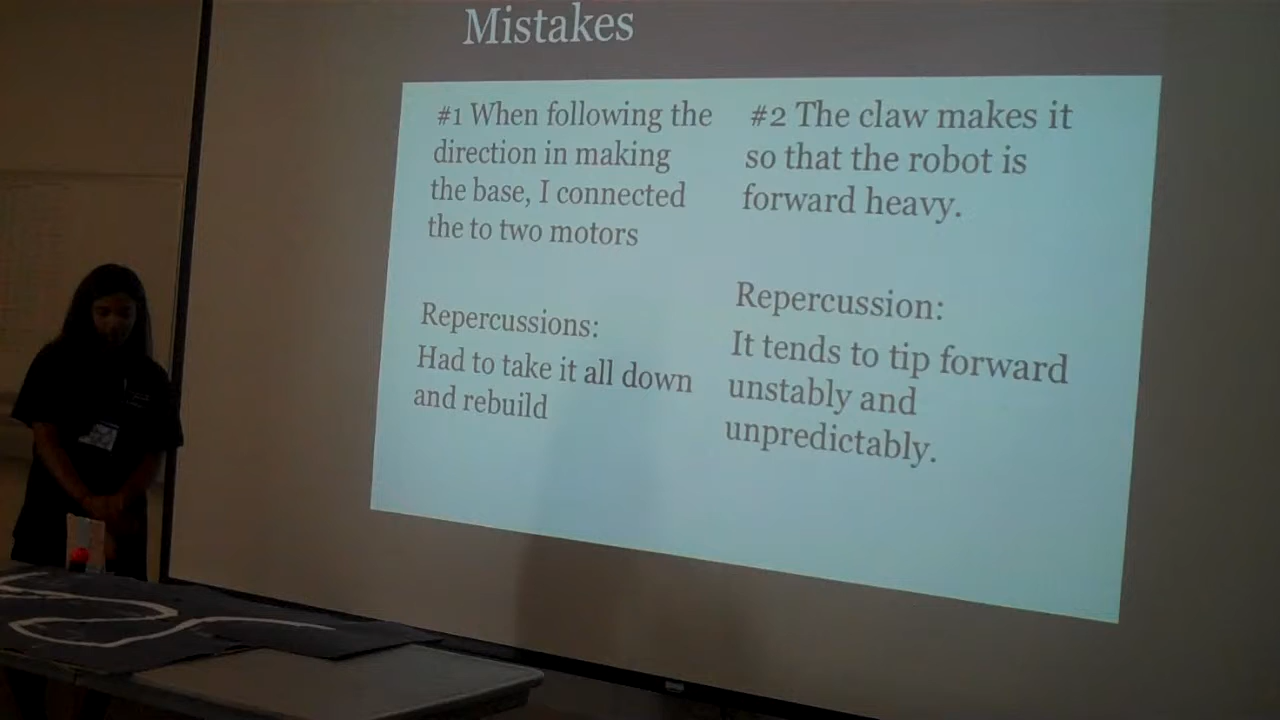 Mistakes
#1 When following the
direction in making
the base, I connected
the to two motors
Repercussions:
Had to take it all down
and rebuild
#2 The claw makes it
so that the robot is
forward heavy.
Repercussion:
It tends to tip forward
unstably and
unpredictably.